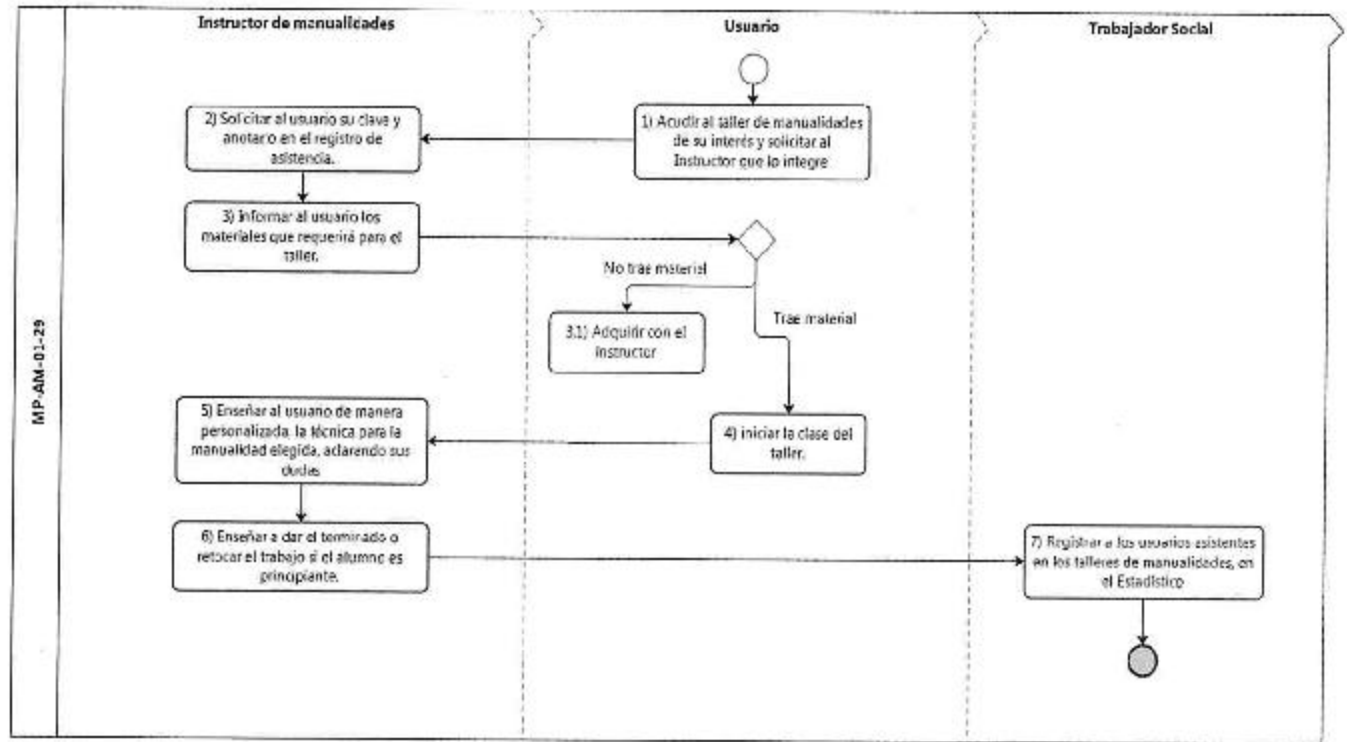 Instructor de manualidades
Usuario
Trabajador Social
MP-AM-01-29
1) Acudir al taller de manualidades
de su interés y solicitar al
Instructor que lo integre
2) Solicitar al usuario su clave y
anotarlo en el registro de
asistencia.
3) informar al usuario los
materiales que requerirá para el
taller.
No trae material
Trae material
3.1) Adquirir con el
instructor
4) iniciar la clase del
taller.
5) Enseñar al usuario de manera
personalizada, la técnica para la
manualidad elegida, aclarando sus
dudas
6) Enseñar a dar el terminado o
retocar el trabajo si el alumno es
principiante.
7) Registrar a los usuarios asistentes
en los talleres de manualidades, en
el Estadístico